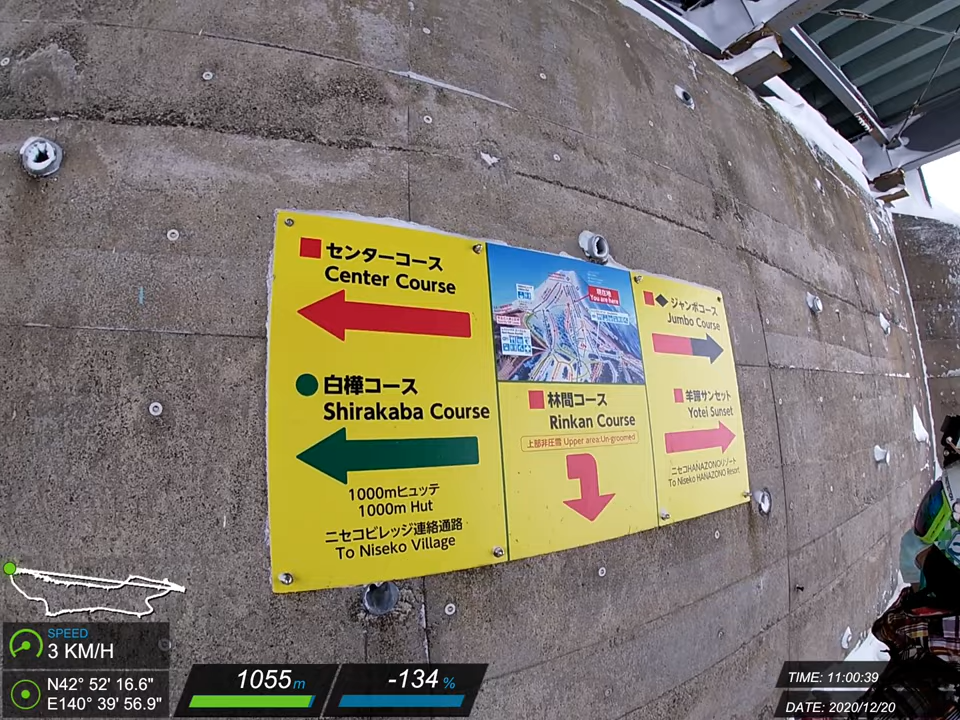 センターコース
Center Course
白樺コース
Shirakaba Course
1000mヒュッテ
1000m Hut
ニセコビレッジ連絡通路
To Niseko Village
現在地
You are here
林間コース
Rinkan Course
上部非圧雪 Upper area:Un-groomed
ジャンボコース
Jumbo Course
羊蹄サンセット
Yotei Sunset
ニセコHANAZONOリゾート
To Niseko HANAZONO Resort
SPEED
3 KM/H
N42° 52' 16.6"
E140° 39' 56.9"
1055m
-134 %
TIME: 11:00:39
DATE: 2020/12/20